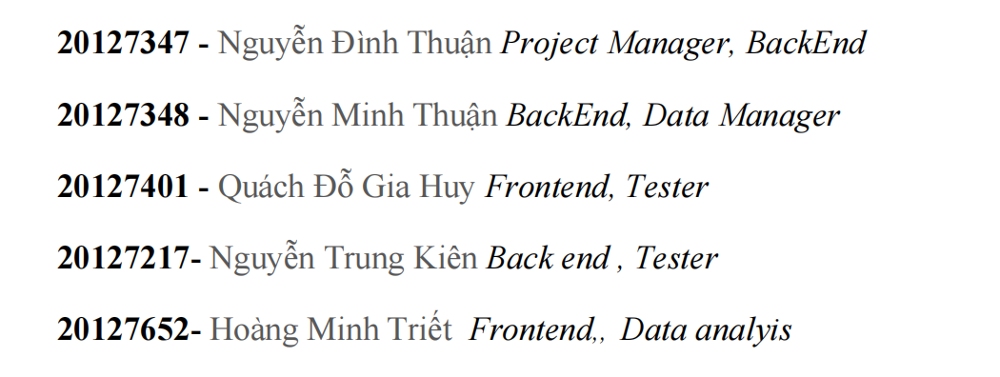 20127347 - Nguyễn Đình Thuận Project Manager, BackEnd
20127348 - Nguyễn Minh Thuận BackEnd, Data Manager
20127401 - Quách Đỗ Gia Huy Frontend, Tester
20127217- Nguyễn Trung Kiên Back end , Tester
20127652- Hoàng Minh Triết Frontend,, Data analyis